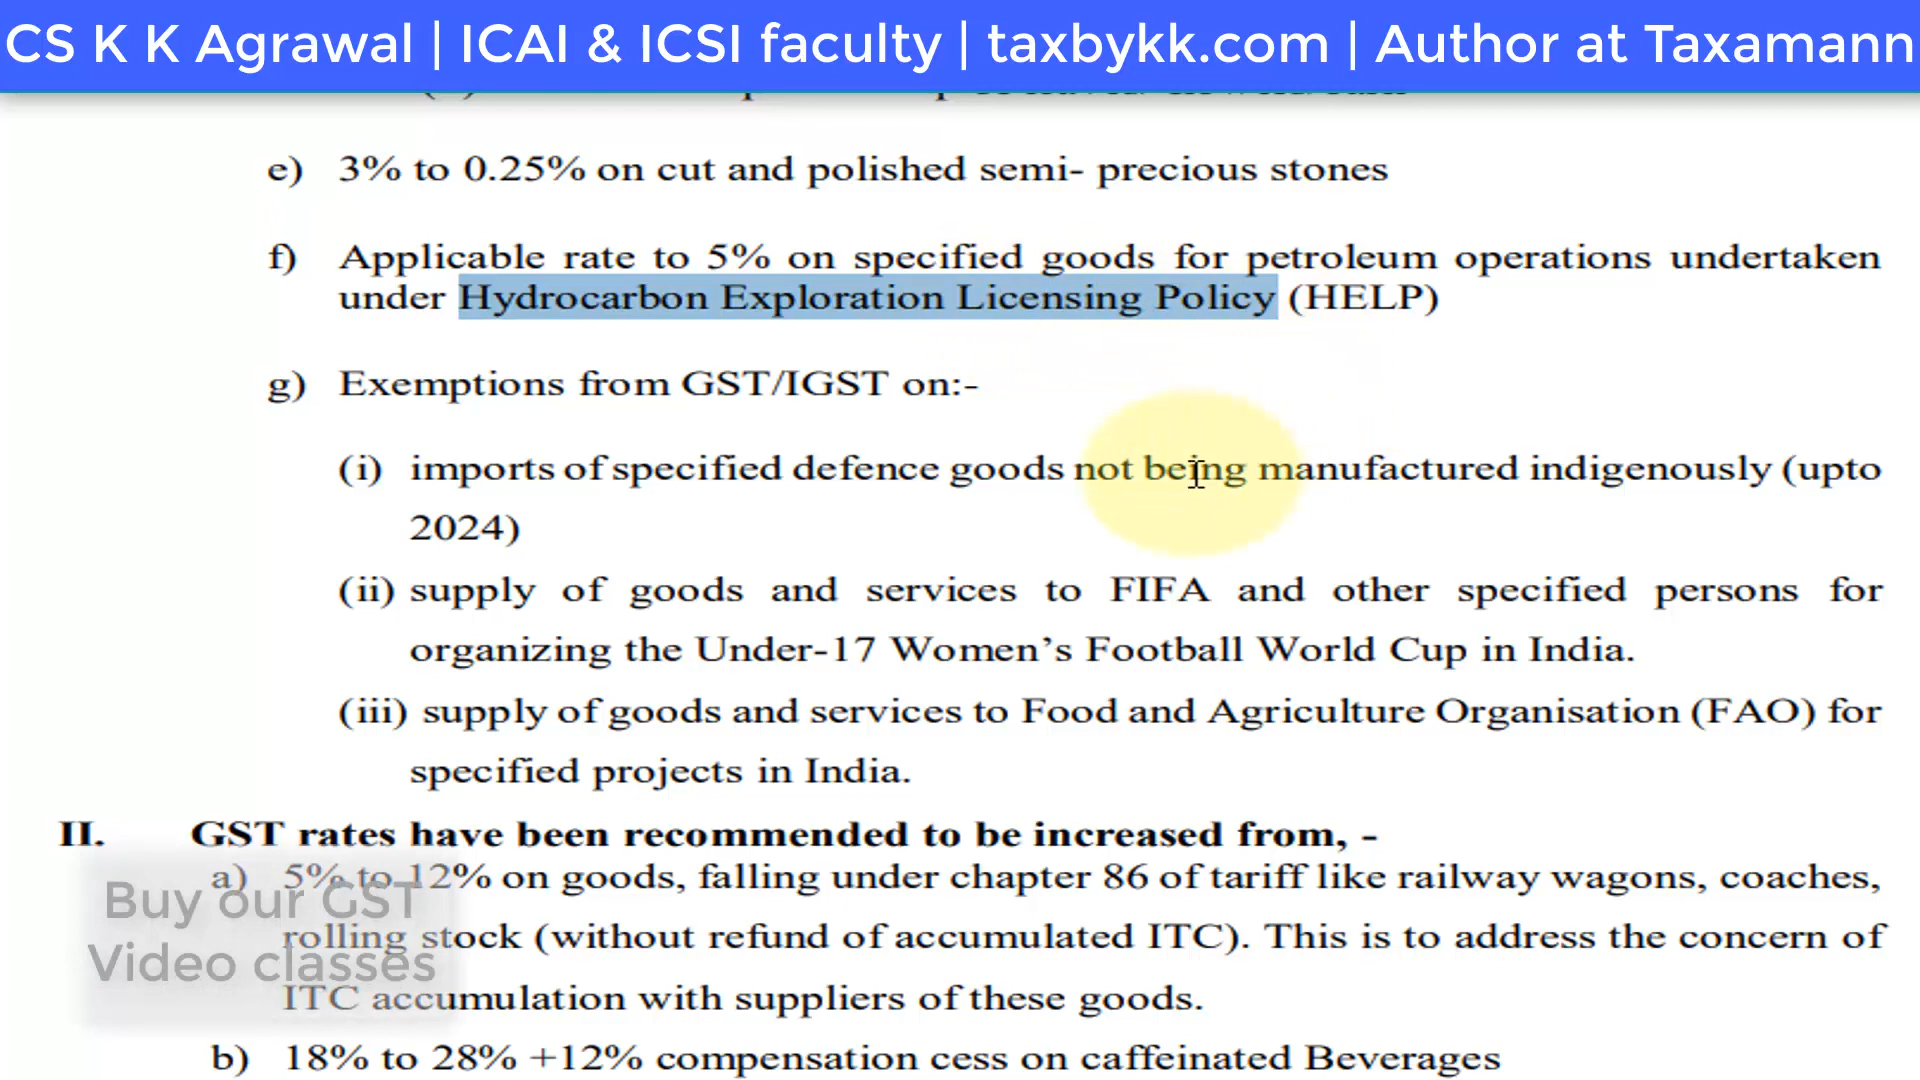 CS K K Agrawal | ICAI & ICSI faculty | taxbykk.com | Author at Taxamann
e) 3% to 0.25% on cut and polished semi- precious stones
f) Applicable rate to 5% on specified goods for petroleum operations undertaken
under Hydrocarbon Exploration Licensing Policy (HELP)
g) Exemptions from GST/IGST on:-
(i) imports of specified defence goods not being manufactured indigenously (upto
2024)
(ii) supply of goods and services to FIFA and other specified persons for
organizing the Under-17 Women's Football World Cup in India.
(iii) supply of goods and services to Food and Agriculture Organisation (FAO) for
specified projects in India.
II. GST rates have been recommended to be increased from, -
a) 5% to 12% on goods, falling under chapter 86 of tariff like railway wagons, coaches,
rolling stock (without refund of accumulated ITC). This is to address the concern of
ITC accumulation with suppliers of these goods.
b) 18% to 28% +12% compensation cess on caffeinated Beverages
Buy our GST
Video classes